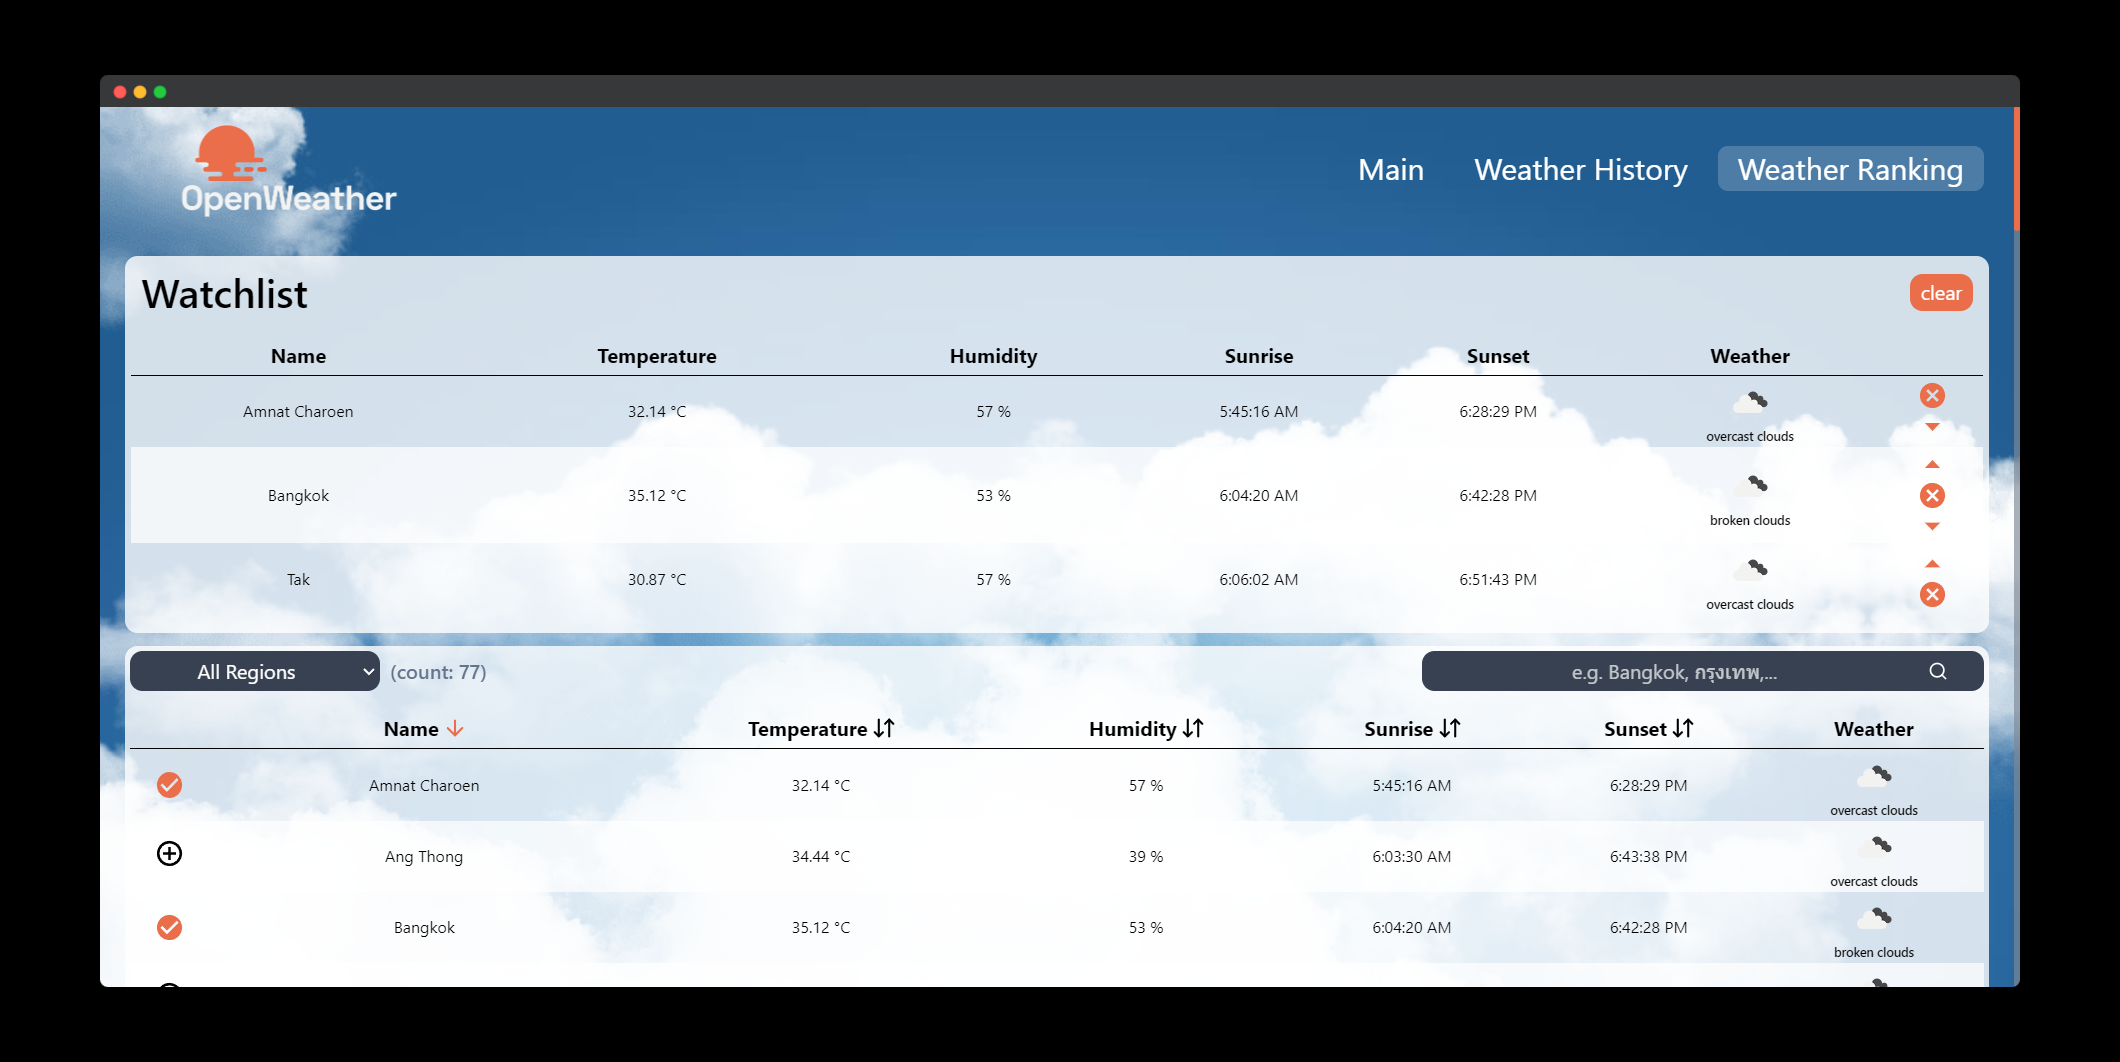 OpenWeather
Main Weather History Weather Ranking
Watchlist clear
Name Temperature Humidity Sunrise Sunset Weather
Amnat Charoen 32.14 °C 57 % 5:45:16 AM 6:28:29 PM overcast clouds
Bangkok 35.12 °C 53 % 6:04:20 AM 6:42:28 PM broken clouds
Tak 30.87 °C 57 % 6:06:02 AM 6:51:43 PM overcast clouds
All Regions (count: 77) e.g. Bangkok, กรุงเทพ,...
Name Temperature Humidity Sunrise Sunset Weather
Amnat Charoen 32.14 °C 57 % 5:45:16 AM 6:28:29 PM overcast clouds
Ang Thong 34.44 °C 39 % 6:03:30 AM 6:43:38 PM overcast clouds
Bangkok 35.12 °C 53 % 6:04:20 AM 6:42:28 PM broken clouds